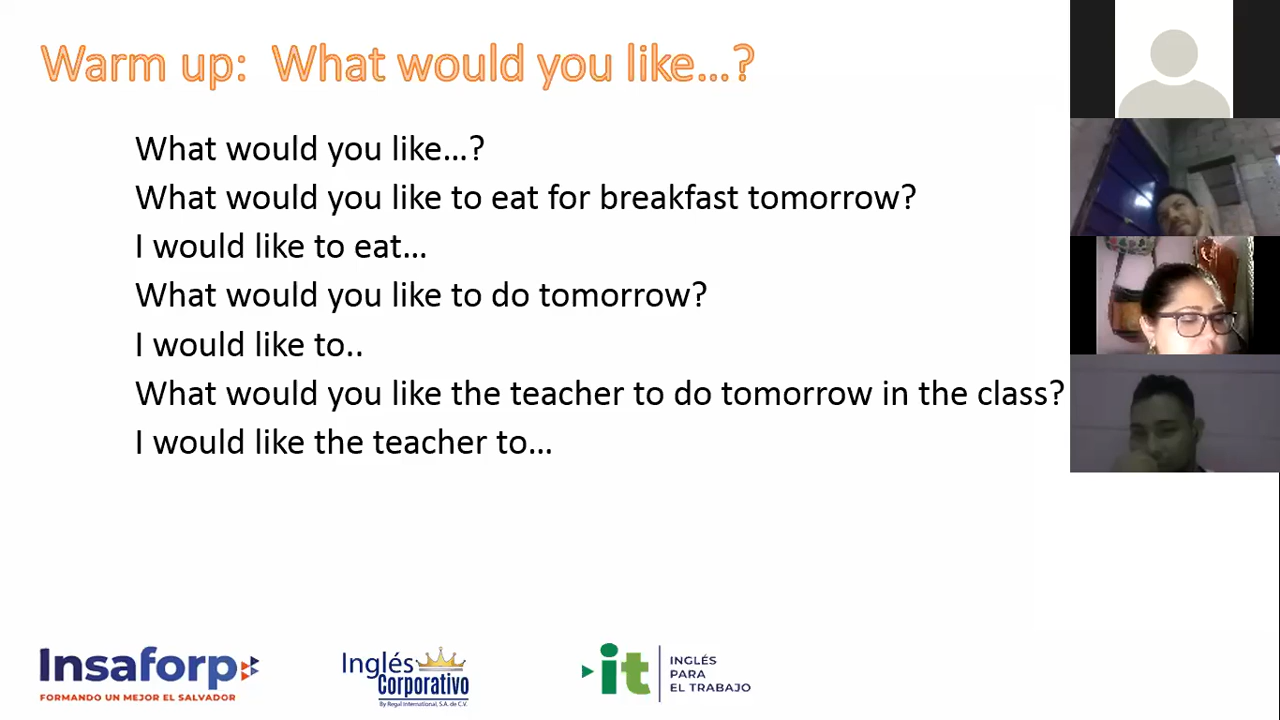 Warm up: What would you like...?
What would you like...?
What would you like to eat for breakfast tomorrow?
I would like to eat...
What would you like to do tomorrow?
I would like to..
What would you like the teacher to do tomorrow in the class?
I would like the teacher to...
Insaforp
FORMANDO UN MEJOR EL SALVADOR
Inglés
Corporativo
By Regal International, S.A. de C.V.
it
INGLÉS
PARA
EL TRABAJO